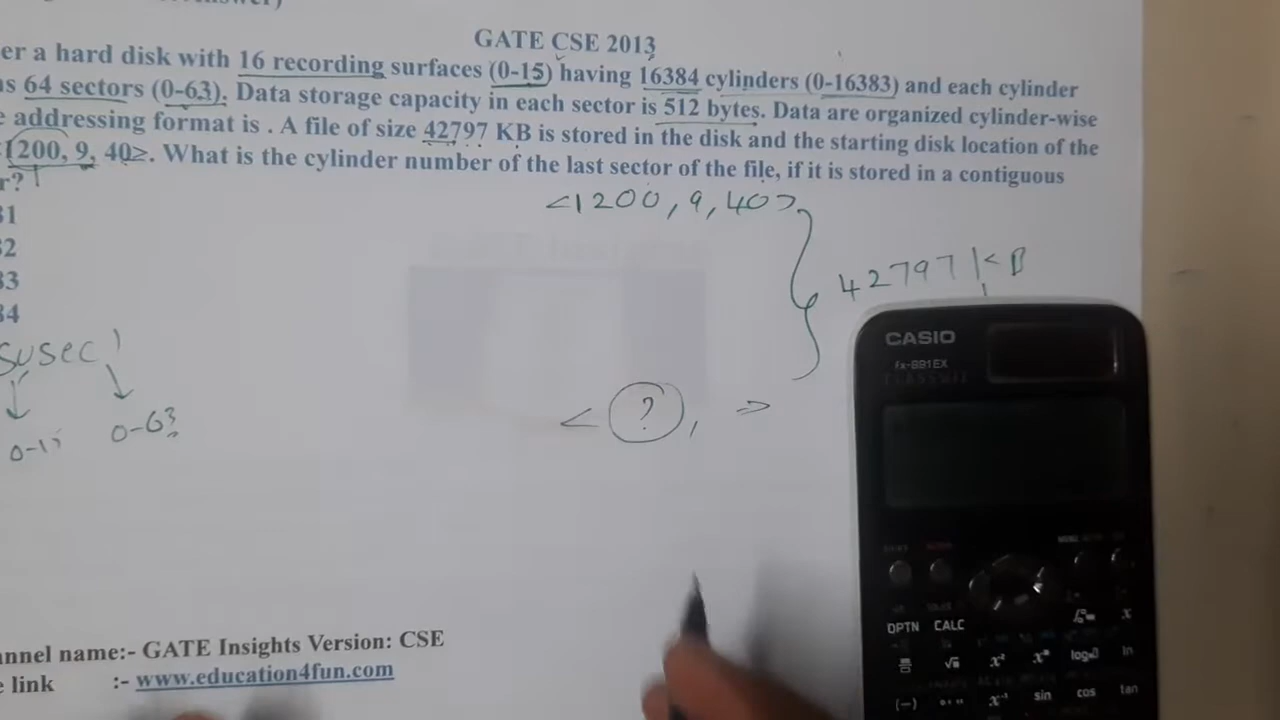 GATE CSE 2013
er a hard disk with 16 recording surfaces (0-15) having 16384 cylinders (0-16383) and each cylinder
as 64 sectors (0-63). Data storage capacity in each sector is 512 bytes. Data are organized cylinder-wise
e addressing format is . A file of size 42797 KB is stored in the disk and the starting disk location of the
<1200, 9, 40>. What is the cylinder number of the last sector of the file, if it is stored in a contiguous
r?
<1200, 9, 40>
31
32
33
34
42797 KB
CASIO
fx-991EX
CLASSWIZ
0-15
0-63
< ? , =>
OPTN CALC
sin cos tan
annel name:- GATE Insights Version: CSE
e link :- www.education4fun.com